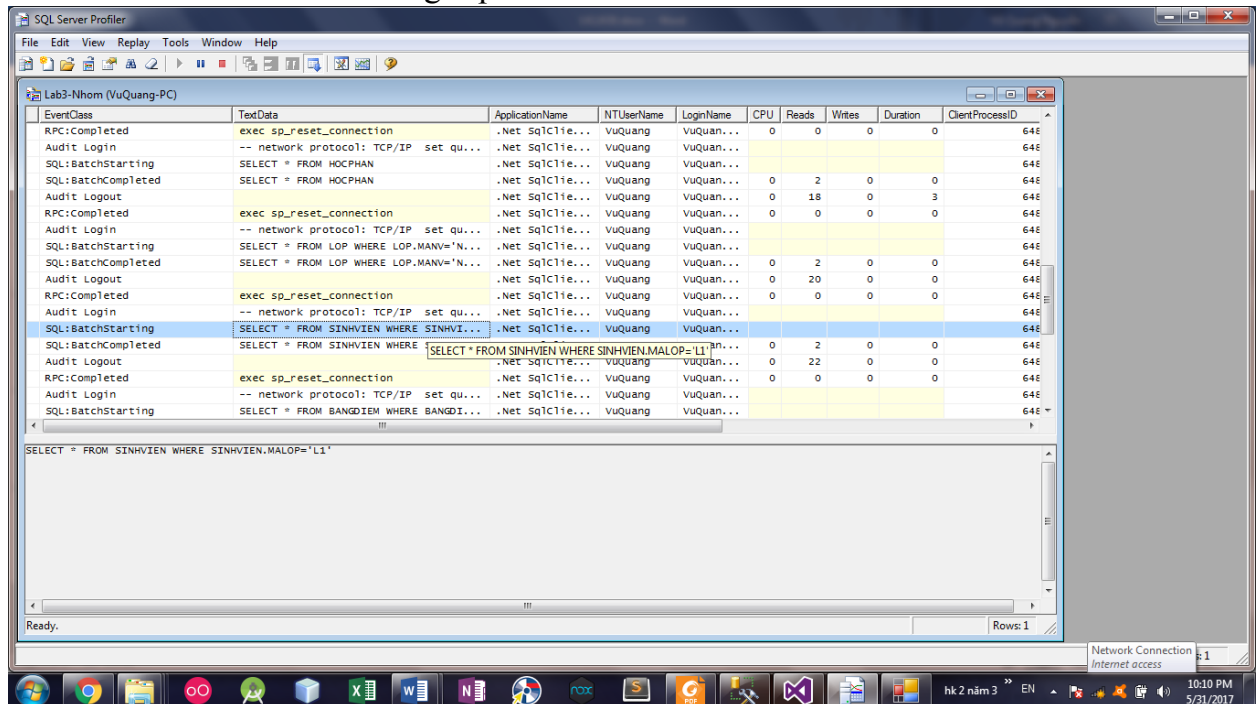 SQL Server Profiler
File Edit View Replay Tools Window Help
Lab3-Nhom (VuQuang-PC)
EventClass TextData ApplicationName NTUserName LoginName CPU Reads Writes Duration ClientProcessID
RPC:Completed exec sp_reset_connection .Net SqlClie... VuQuang VuQuan... 0 0 0 0 648
Audit Login -- network protocol: TCP/IP set qu... .Net SqlClie... VuQuang VuQuan... 648
SQL:BatchStarting SELECT * FROM HOCPHAN .Net SqlClie... VuQuang VuQuan... 648
SQL:BatchCompleted SELECT * FROM HOCPHAN .Net SqlClie... VuQuang VuQuan... 0 2 0 0 648
Audit Logout .Net SqlClie... VuQuang VuQuan... 0 18 0 3 648
RPC:Completed exec sp_reset_connection .Net SqlClie... VuQuang VuQuan... 0 0 0 0 648
Audit Login -- network protocol: TCP/IP set qu... .Net SqlClie... VuQuang VuQuan... 648
SQL:BatchStarting SELECT * FROM LOP WHERE LOP.MANV='N... .Net SqlClie... VuQuang VuQuan... 648
SQL:BatchCompleted SELECT * FROM LOP WHERE LOP.MANV='N... .Net SqlClie... VuQuang VuQuan... 0 2 0 0 648
Audit Logout .Net SqlClie... VuQuang VuQuan... 0 20 0 0 648
RPC:Completed exec sp_reset_connection .Net SqlClie... VuQuang VuQuan... 0 0 0 0 648
Audit Login -- network protocol: TCP/IP set qu... .Net SqlClie... VuQuang VuQuan... 648
SQL:BatchStarting SELECT * FROM SINHVIEN WHERE SINHVI... .Net SqlClie... VuQuang VuQuan... 648
SQL:BatchCompleted SELECT * FROM SINHVIEN WHERE 0 2 0 0 648
SELECT * FROM SINHVIEN WHERE SINHVIEN.MALOP='L1'
Audit Logout .Net SqlClie... VuQuang VuQuan... 0 22 0 0 648
RPC:Completed exec sp_reset_connection .Net SqlClie... VuQuang VuQuan... 0 0 0 0 648
Audit Login -- network protocol: TCP/IP set qu... .Net SqlClie... VuQuang VuQuan... 648
SQL:BatchStarting SELECT * FROM BANGDIEM WHERE BANGDI... .Net SqlClie... VuQuang VuQuan... 648
SELECT * FROM SINHVIEN WHERE SINHVIEN.MALOP='L1'
Ready. Rows: 1
Network Connection
Internet access
hk 2 năm 3 EN 10:10 PM
5/31/2017